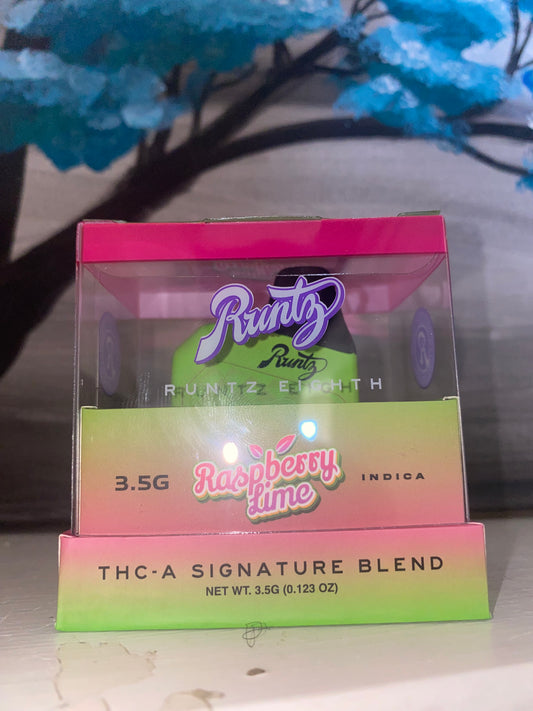 Runtz
Runtz
RUNTZ EIGHTH
3.5G
Raspberry
Lime
INDICA
THC-A SIGNATURE BLEND
NET WT. 3.5G (0.123 OZ)